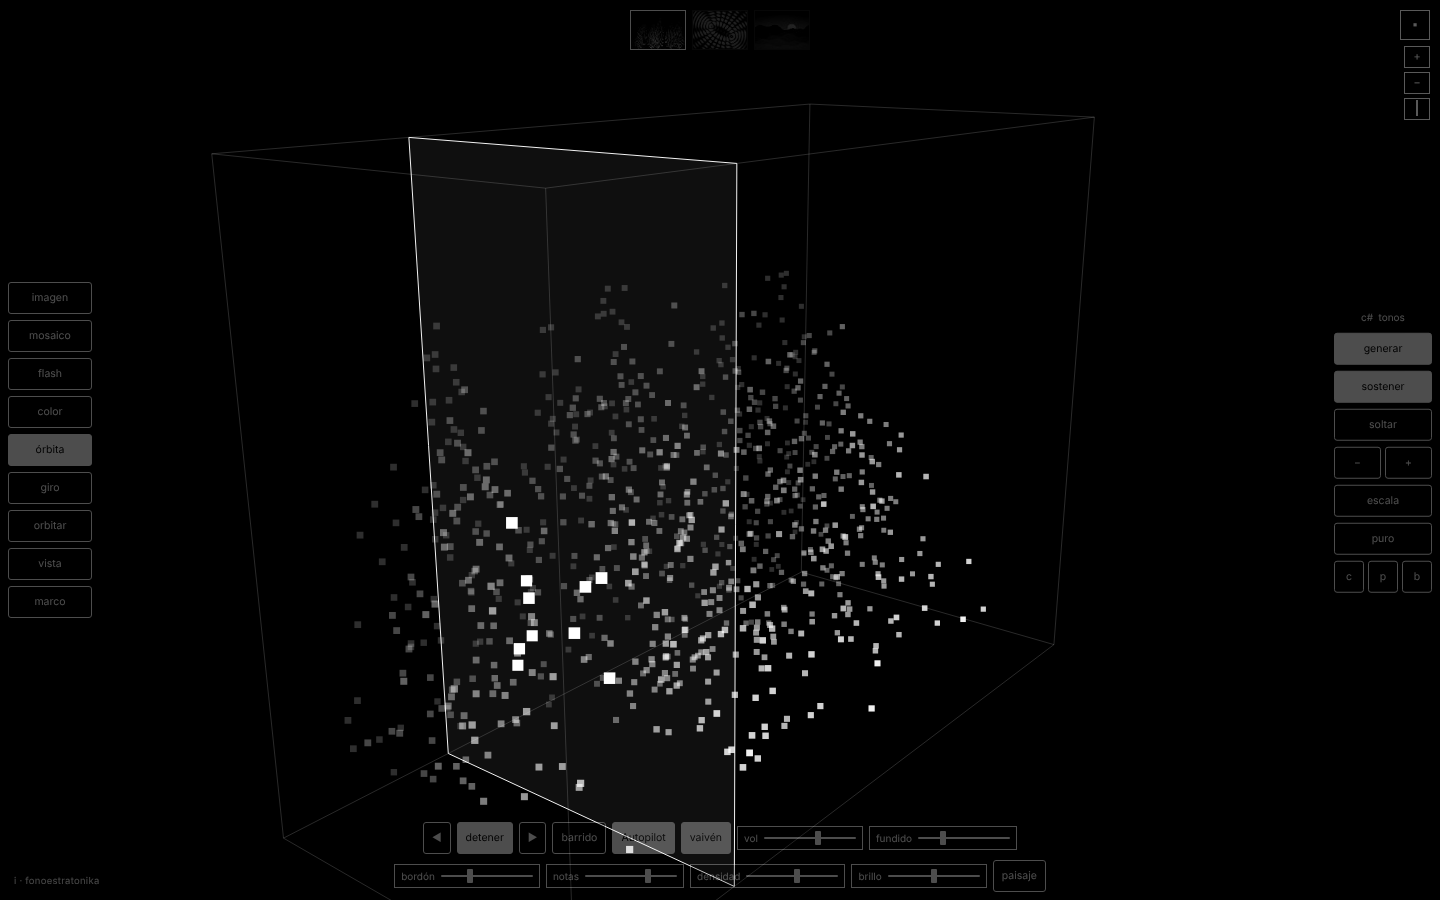 imagen
mosaico
flash
color
órbita
giro
orbitar
vista
marco
c# tonos
generar
sostener
soltar
− +
escala
puro
c p b
◀ detener ▶ barrido Autopilot vaivén vol fundido
bordón notas densidad brillo paisaje
i · fonoestratonika
+
−